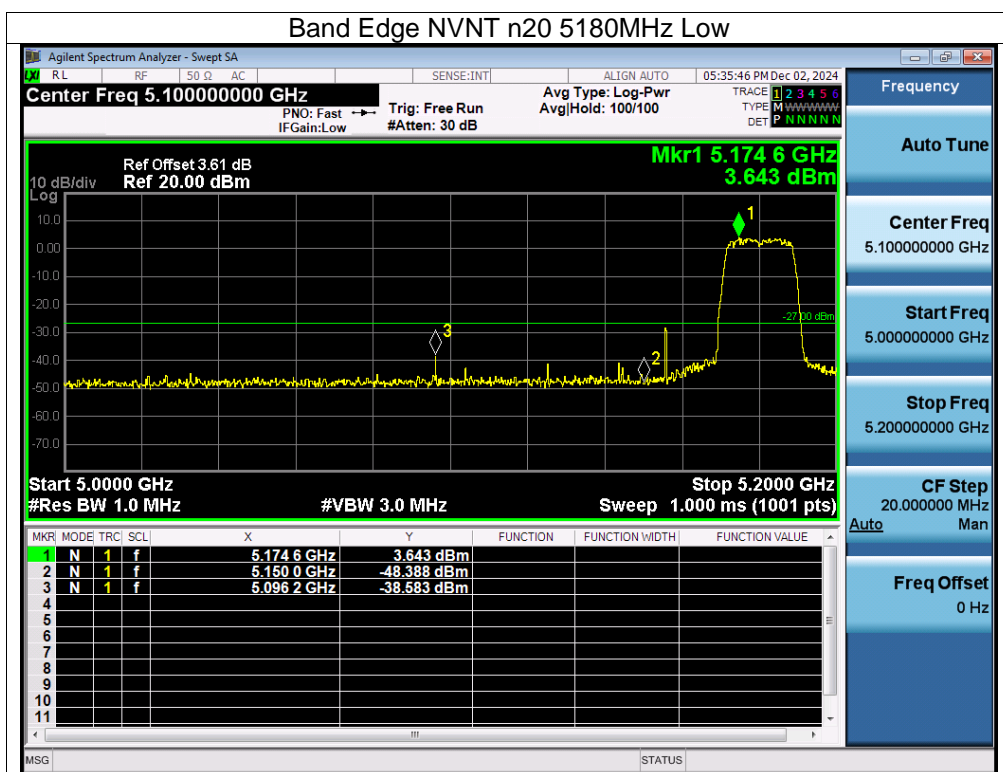 Band Edge NVNT n20 5180MHz Low
Agilent Spectrum Analyzer - Swept SA
LXI RL RF 50 Ω AC SENSE:INT ALIGN AUTO 05:35:46 PM Dec 02, 2024
Center Freq 5.100000000 GHz
PNO: Fast
IFGain:Low
Trig: Free Run
#Atten: 30 dB
Avg Type: Log-Pwr
Avg|Hold: 100/100
TRACE 1 2 3 4 5 6
TYPE M WWWWW
DET P N N N N N
Ref Offset 3.61 dB
10 dB/div Ref 20.00 dBm
Log
Mkr1 5.174 6 GHz
3.643 dBm
10.0
0.00
-10.0
-20.0
-30.0
-40.0
-50.0
-60.0
-70.0
1
2
3
-27.00 dBm
Start 5.0000 GHz Stop 5.2000 GHz
#Res BW 1.0 MHz #VBW 3.0 MHz Sweep 1.000 ms (1001 pts)
MKR MODE TRC SCL X Y FUNCTION FUNCTION WIDTH FUNCTION VALUE
1 N 1 f 5.174 6 GHz 3.643 dBm
2 N 1 f 5.150 0 GHz -48.388 dBm
3 N 1 f 5.096 2 GHz -38.583 dBm
4
5
6
7
8
9
10
11
MSG STATUS
Frequency
Auto Tune
Center Freq
5.100000000 GHz
Start Freq
5.000000000 GHz
Stop Freq
5.200000000 GHz
CF Step
20.000000 MHz
Auto Man
Freq Offset
0 Hz